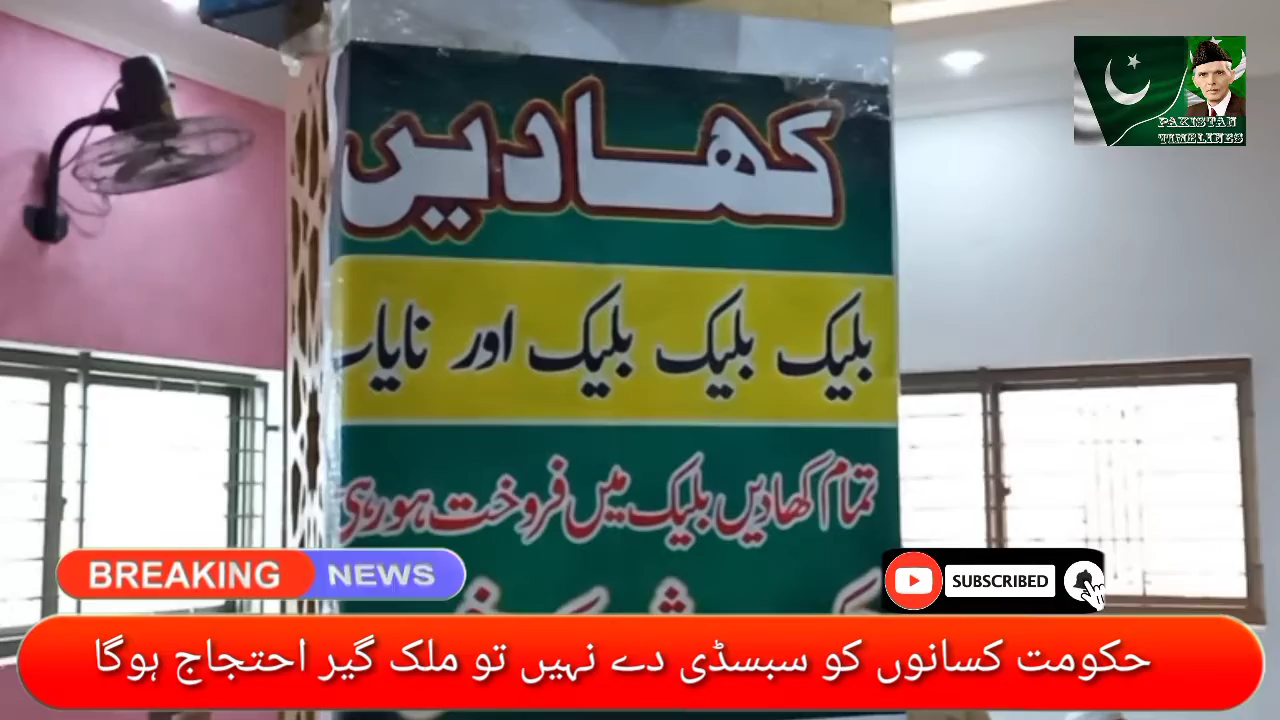 PAKISTAN
TIMELINES
کھادیں
بلیک بلیک بلیک اور نایاب
تمام کھادیں بلیک میں فروخت ہو رہی
BREAKING NEWS
SUBSCRIBED
حکومت کسانوں کو سبسڈی دے نہیں تو ملک گیر احتجاج ہوگا